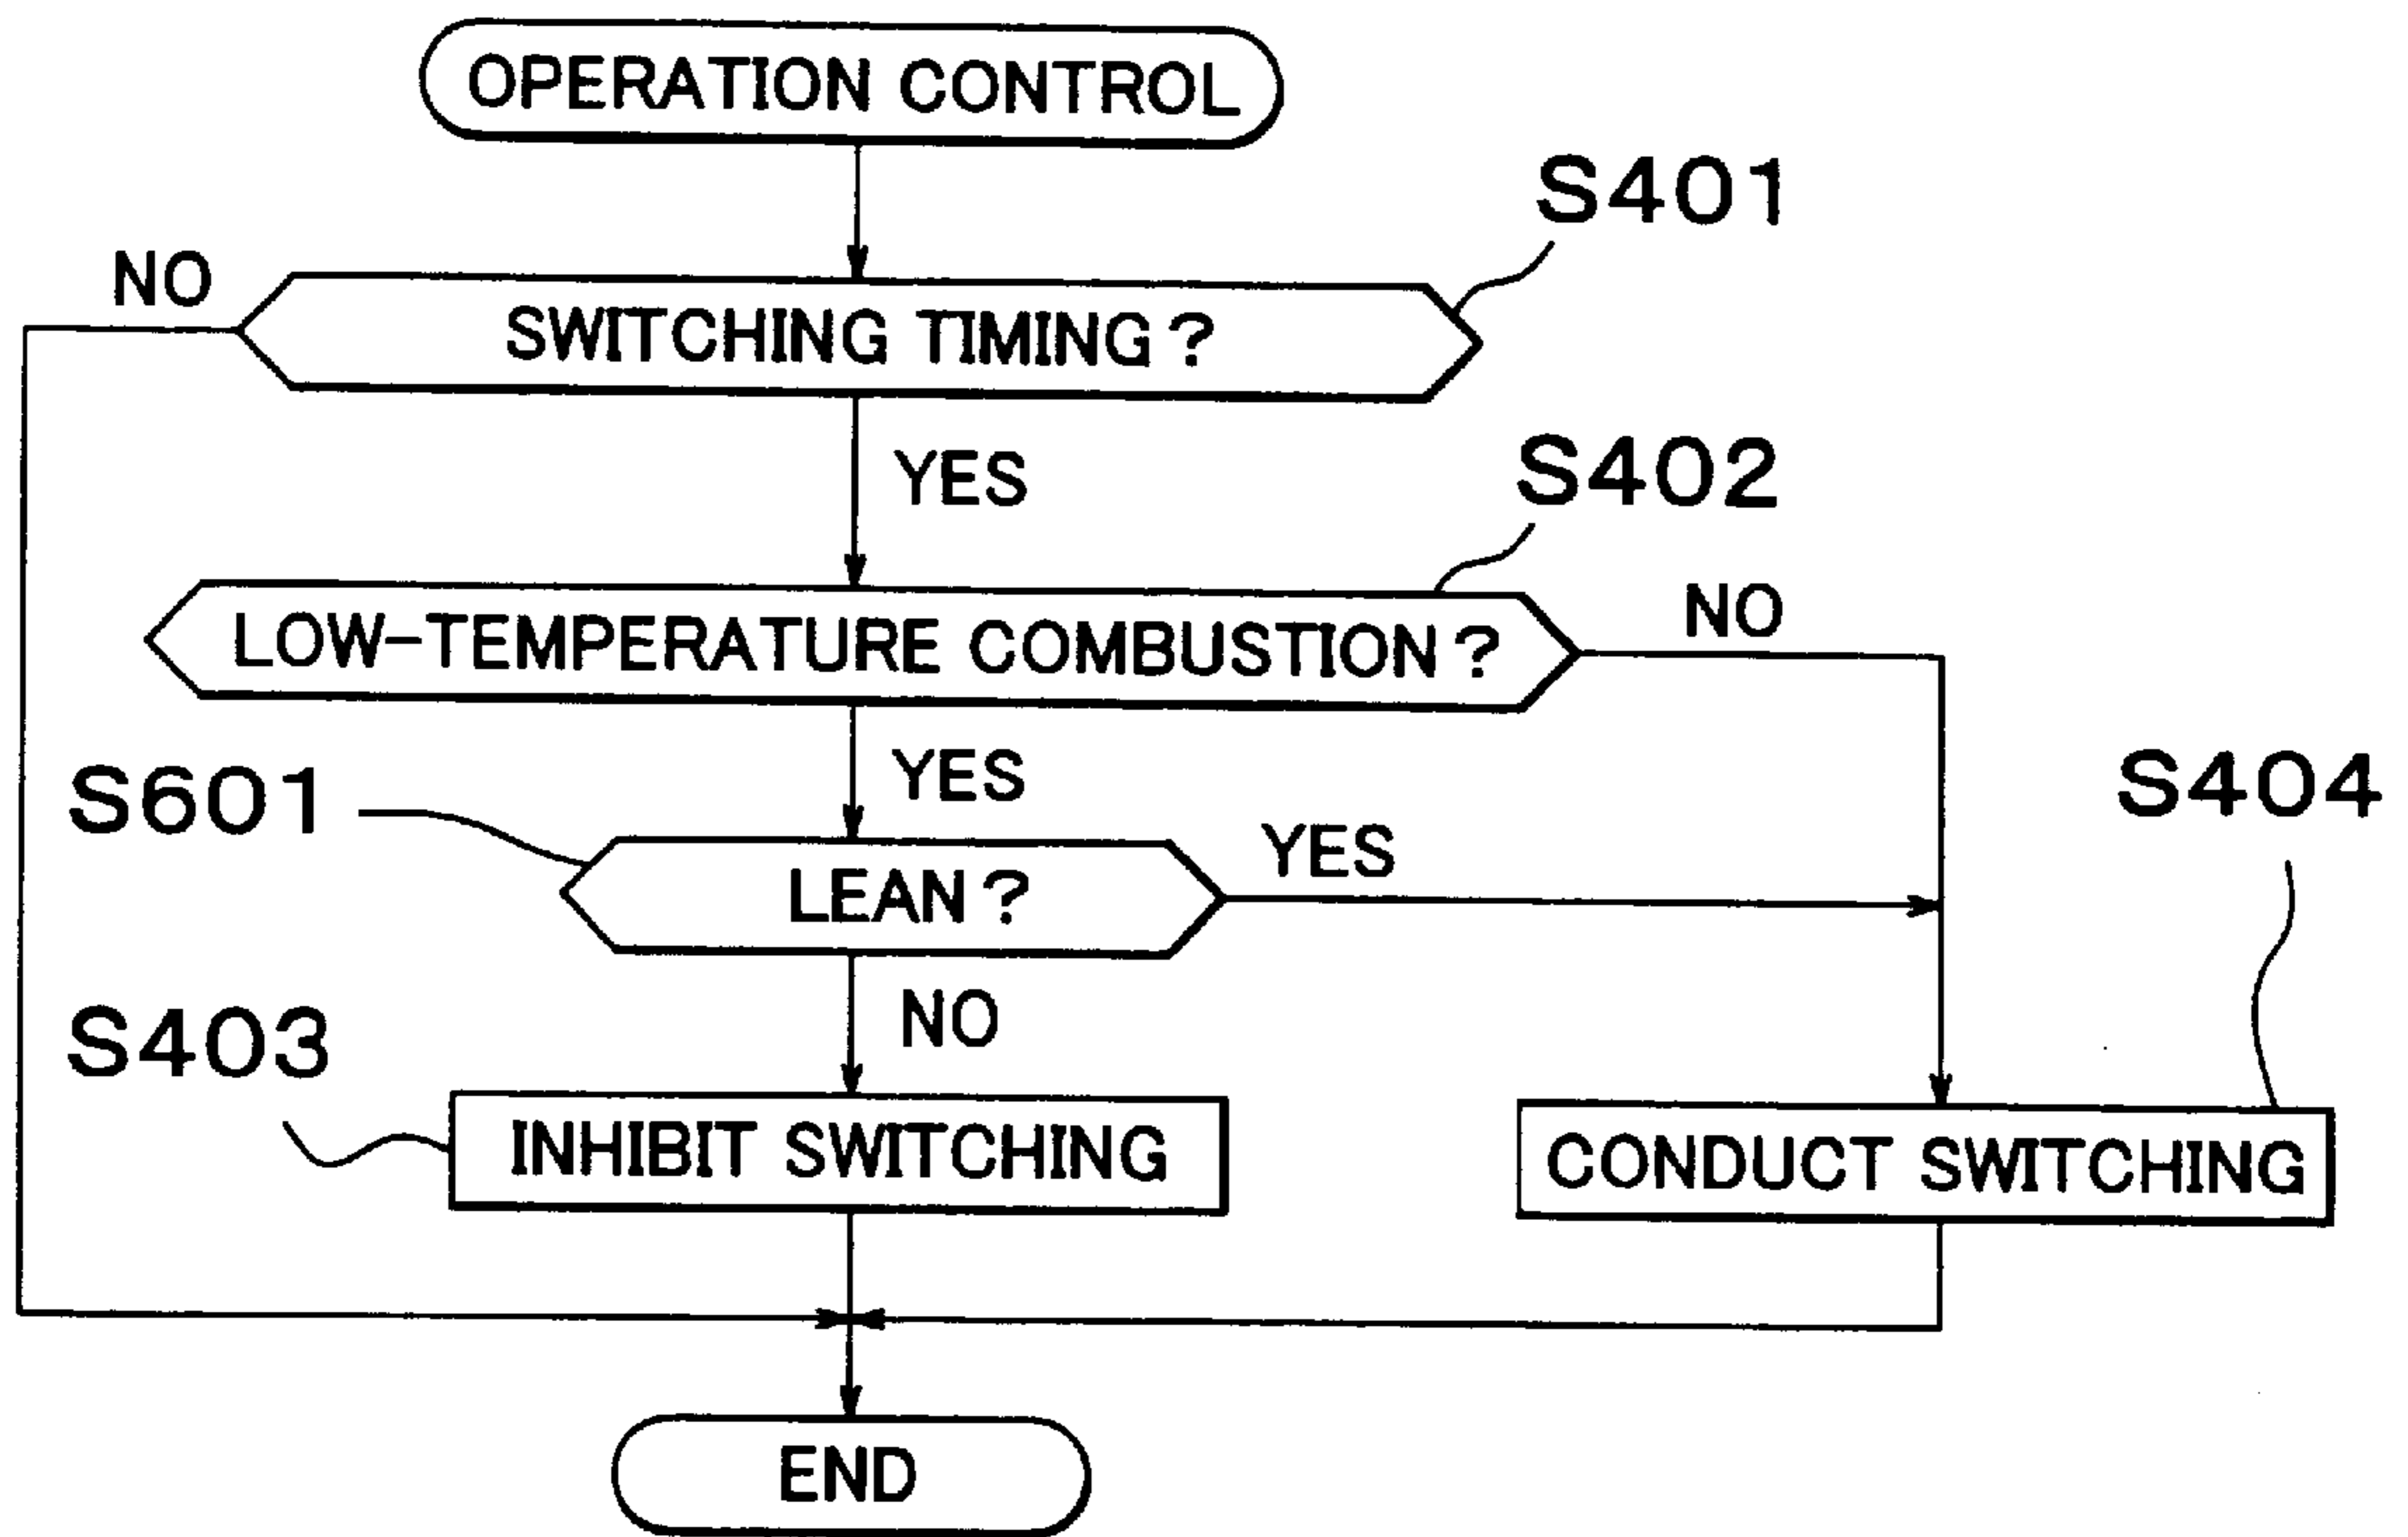 OPERATION CONTROL
S401
NO
SWITCHING TIMING?
YES
S402
NO
LOW-TEMPERATURE COMBUSTION?
YES
S601
S404
YES
LEAN?
NO
S403
INHIBIT SWITCHING
CONDUCT SWITCHING
END